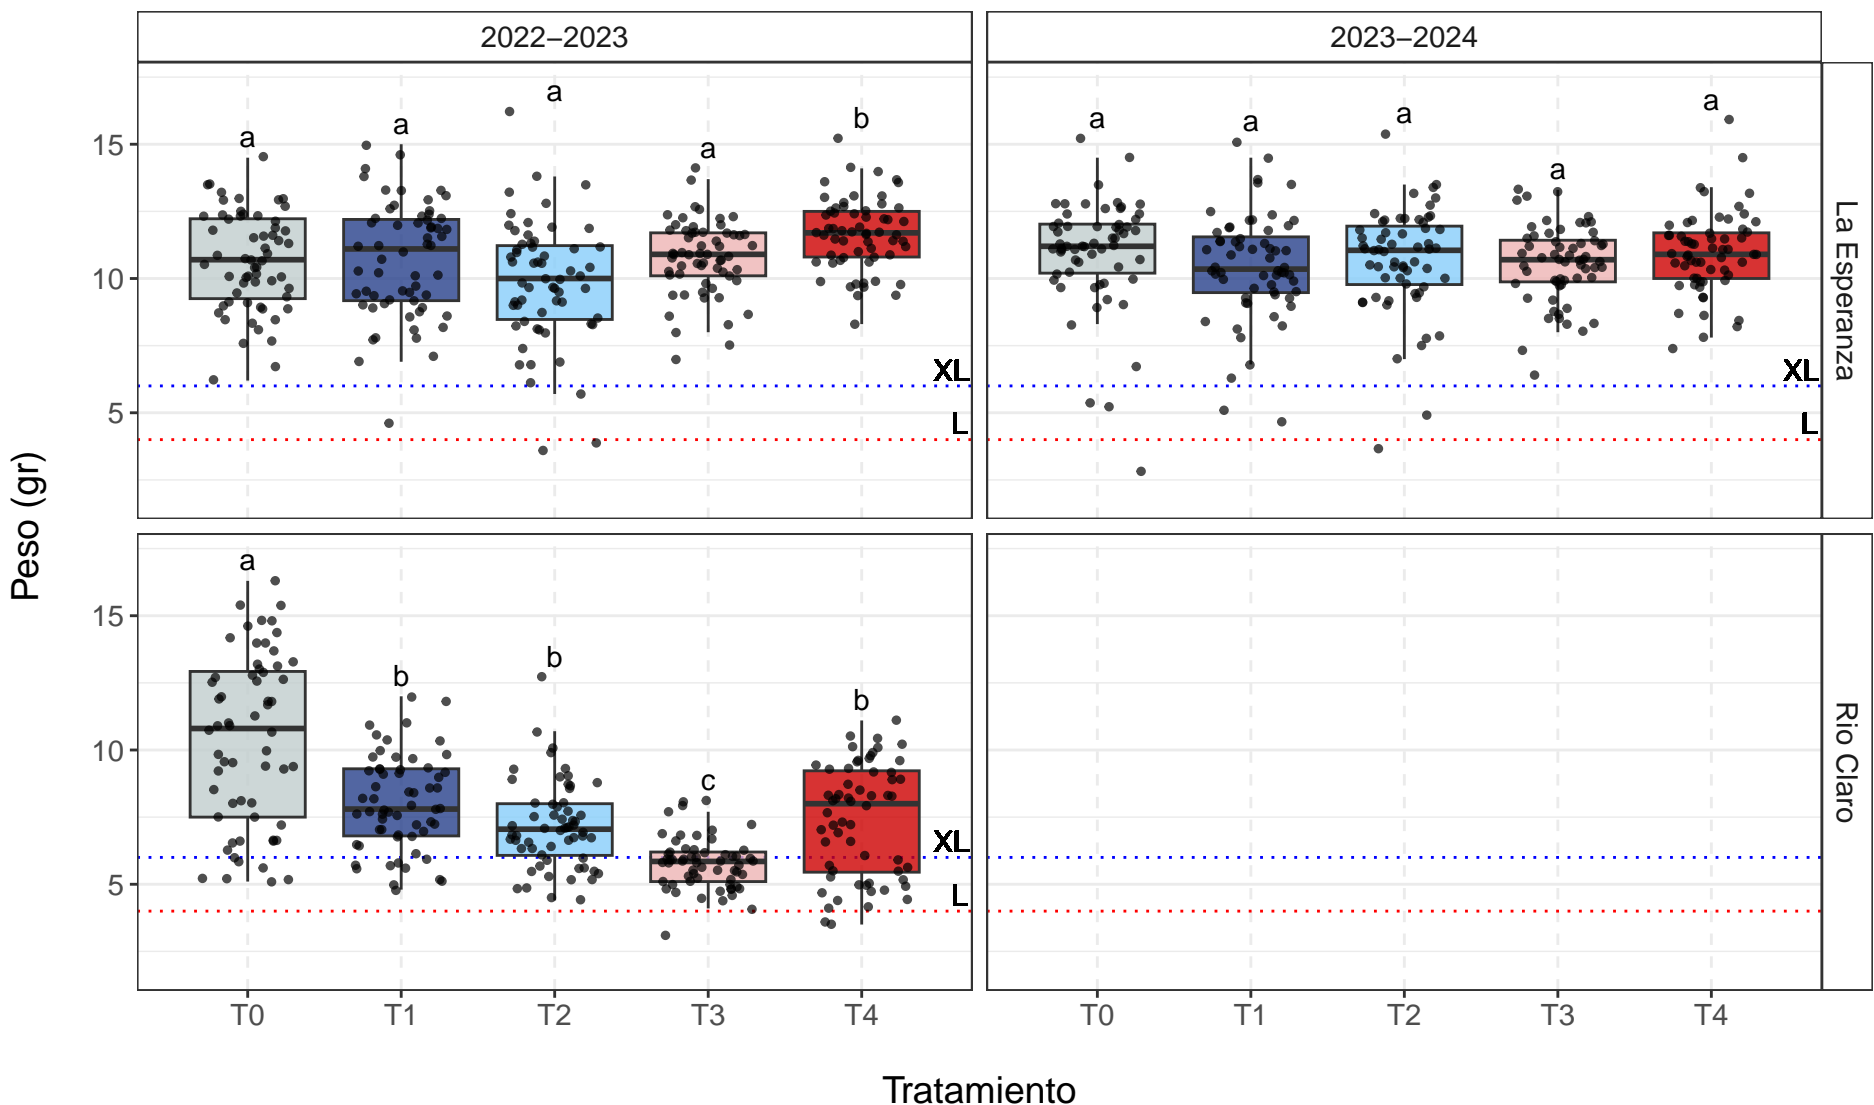 2022–2023
2023–2024
a
a
a
a
b
a
a
a
a
a
15
10
5
XL
L
XL
L
La Esperanza
Peso (gr)
a
b
b
c
b
15
10
5
XL
L
Rio Claro
T0
T1
T2
T3
T4
T0
T1
T2
T3
T4
Tratamiento